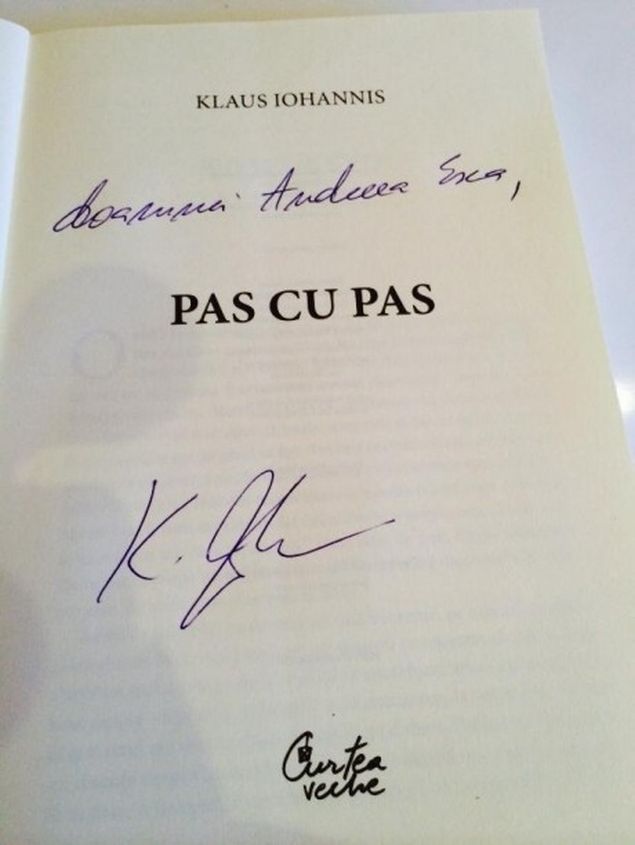 KLAUS IOHANNIS
Doamnei Andreea Esca,
PAS CU PAS
K.
Curtea
veche